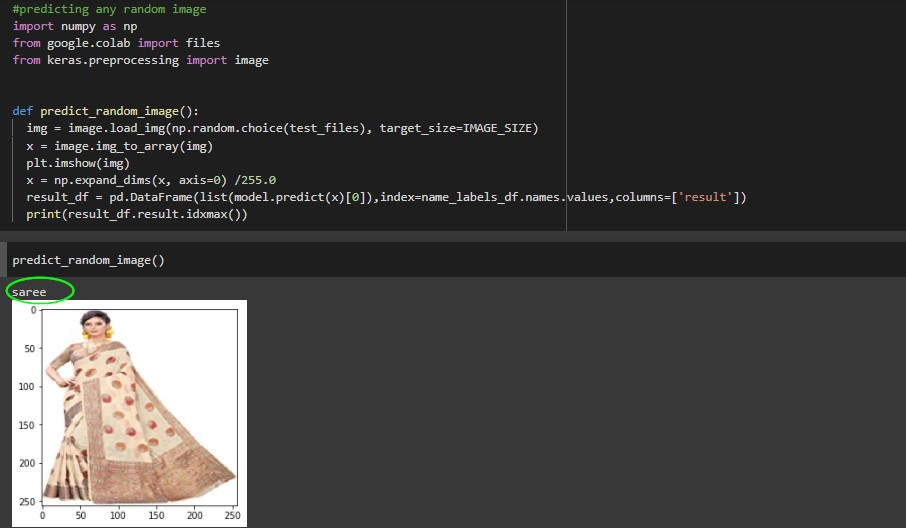 #predicting any random image
import numpy as np
from google.colab import files
from keras.preprocessing import image
def predict_random_image():
img = image.load_img(np.random.choice(test_files), target_size=IMAGE_SIZE)
x = image.img_to_array(img)
plt.imshow(img)
x = np.expand_dims(x, axis=0) /255.0
result_df = pd.DataFrame(list(model.predict(x)[0]),index=name_labels_df.names.values,columns=['result'])
print(result_df.result.idxmax())
predict_random_image()
saree
0
50
100
150
200
250
0 50 100 150 200 250